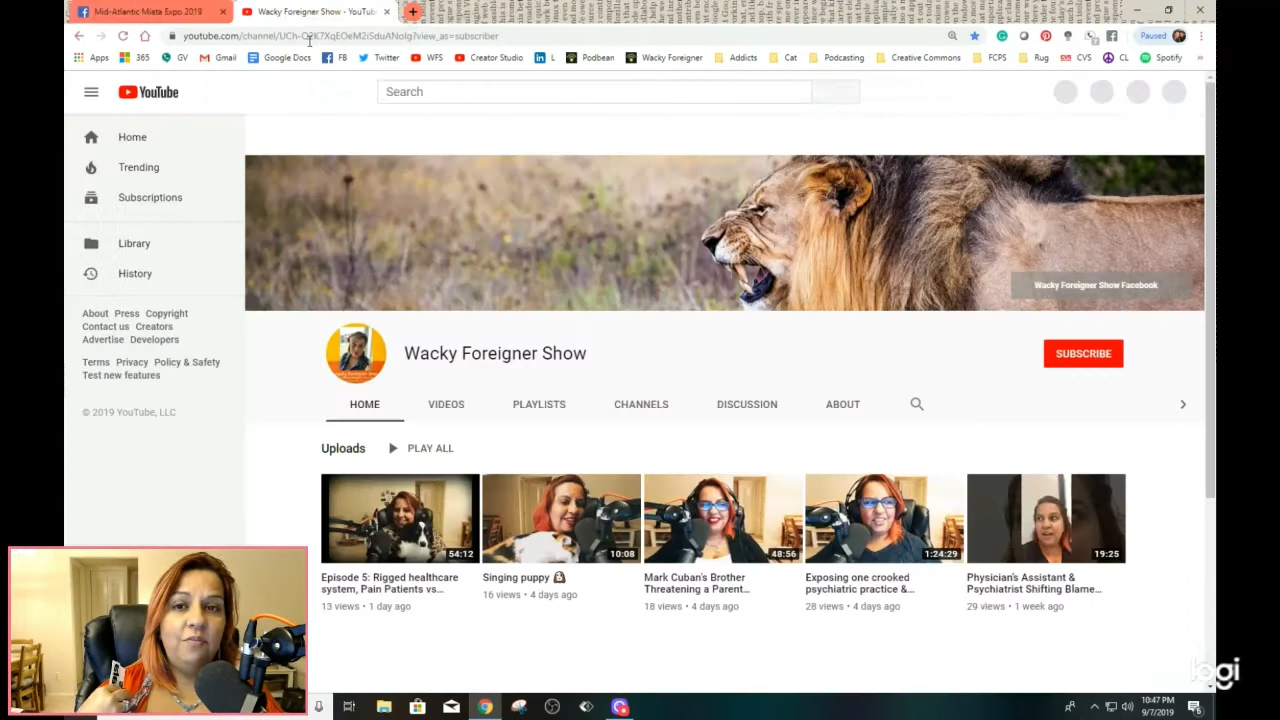 Mid-Atlantic Miata Expo 2019
Wacky Foreigner Show - YouTub
Paused
Apps 365 GV Gmail Google Docs FB Twitter WFS Creator Studio L Podbean Wacky Foreigner Addicts Cat Podcasting Creative Commons FCPS Rug CVS CL Spotify
YouTube
Search
Home
Trending
Subscriptions
Library
History
About Press Copyright
Contact us Creators
Advertise Developers
Terms Privacy Policy & Safety
Test new features
© 2019 YouTube, LLC
Wacky Foreigner Show Facebook
Wacky Foreigner Show
SUBSCRIBE
HOME VIDEOS PLAYLISTS CHANNELS DISCUSSION ABOUT
Uploads PLAY ALL
54:12 10:08 48:56 1:24:29 19:25
Episode 5: Rigged healthcare
system, Pain Patients vs...
13 views • 1 day ago
Singing puppy
16 views • 4 days ago
Mark Cuban's Brother
Threatening a Parent...
18 views • 4 days ago
Exposing one crooked
psychiatric practice &...
28 views • 4 days ago
Physician's Assistant &
Psychiatrist Shifting Blame...
29 views • 1 week ago
logi
10:47 PM
9/7/2019